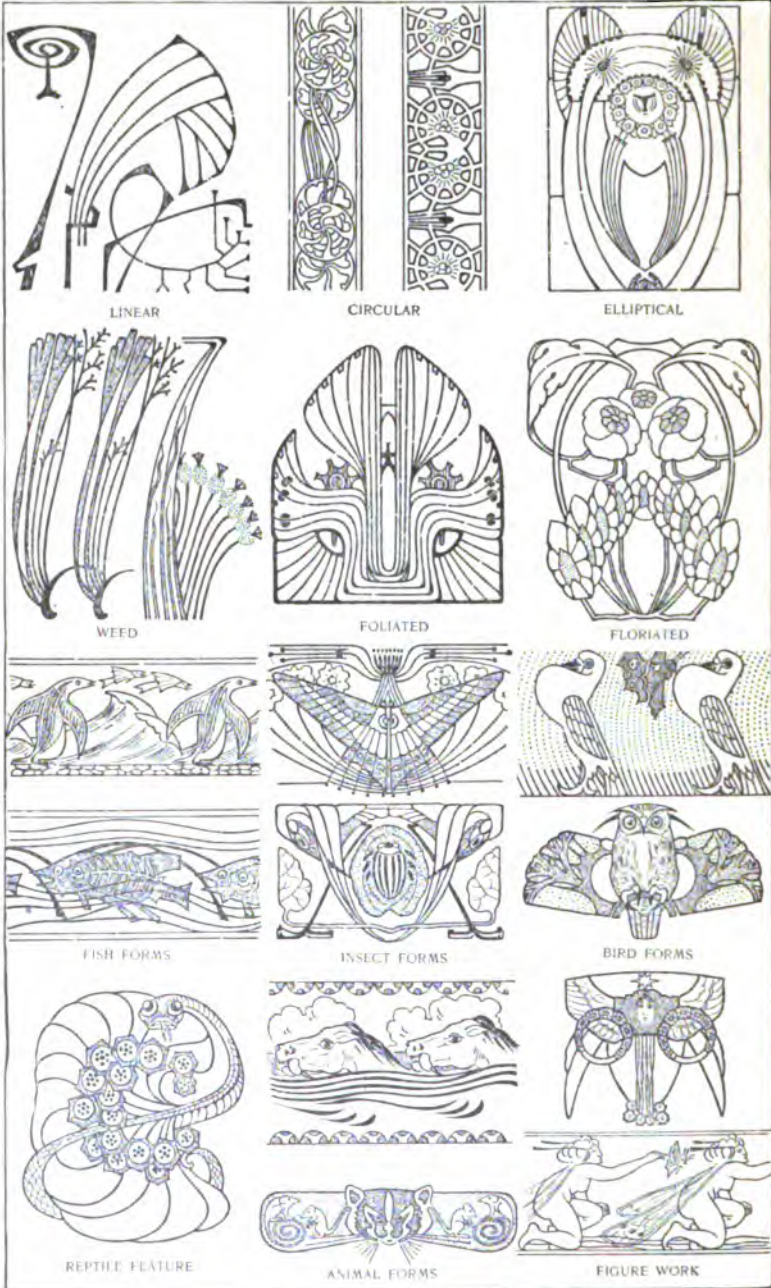 LINEAR
CIRCULAR
ELLIPTICAL
WEED
FOLIATED
FLORIATED
FISH FORMS
INSECT FORMS
BIRD FORMS
REPTILE FEATURE
ANIMAL FORMS
FIGURE WORK